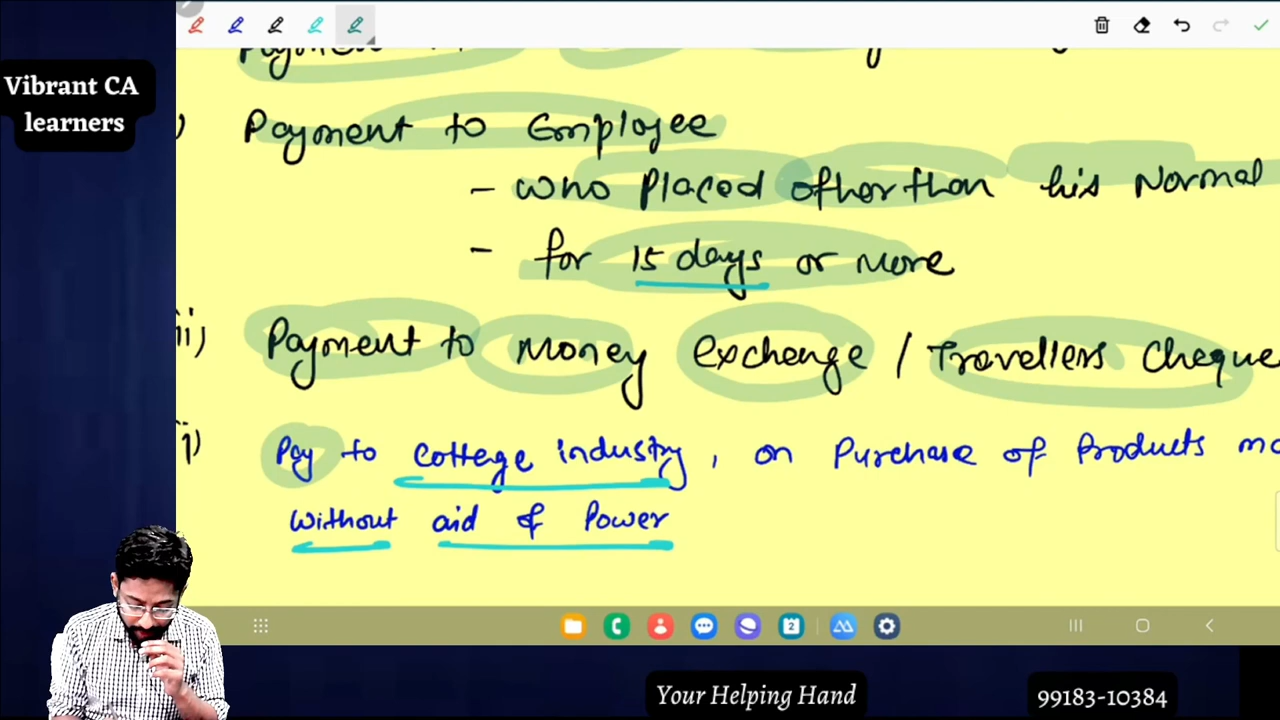 Vibrant CA
learners
Payment to Employee
- who placed other than his Normal
- for 15 days or more
Payment to Money Exchenge / Travellers Cheque
Pay to Cottege industry, on Purchase of Products
without aid of Power
2
Your Helping Hand
99183-10384